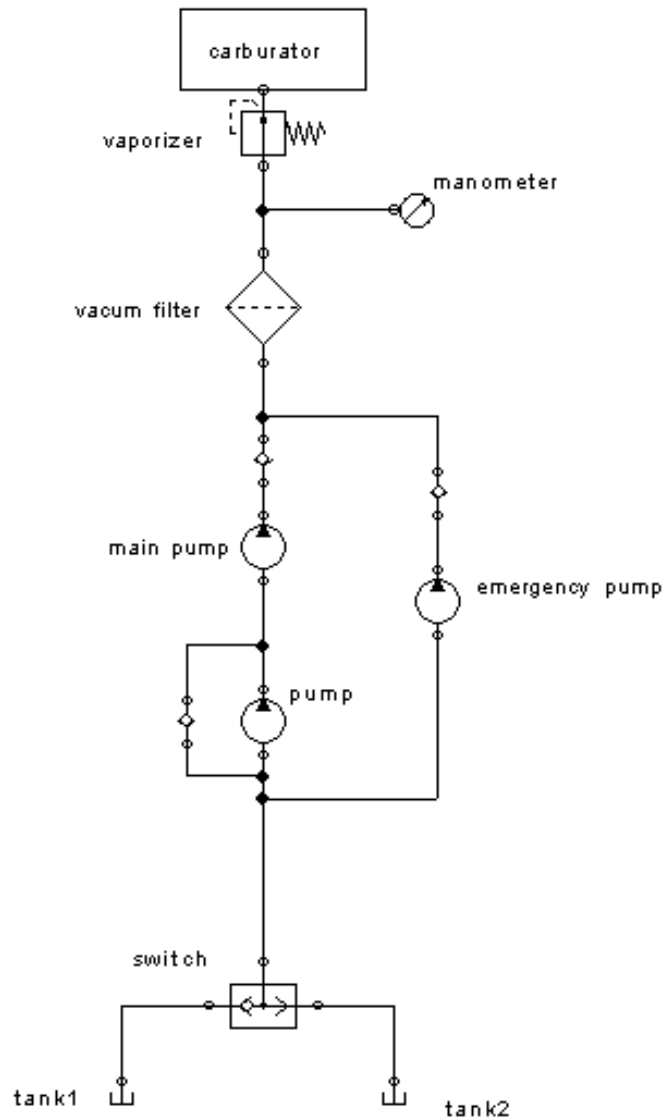 carburator
vaporizer
manometer
vacum filter
main pump
emergency pump
pump
switch
tank1
tank2